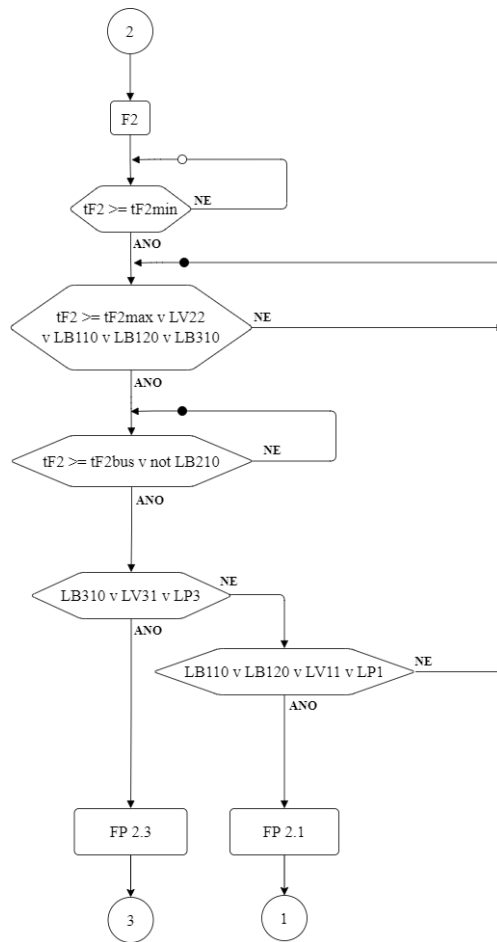 2
F2
tF2 >= tF2min
NE
ANO
tF2 >= tF2max v LV22
v LB110 v LB120 v LB310
NE
ANO
tF2 >= tF2bus v not LB210
NE
ANO
LB310 v LV31 v LP3
NE
ANO
LB110 v LB120 v LV11 v LP1
NE
ANO
FP 2.3
FP 2.1
3
1